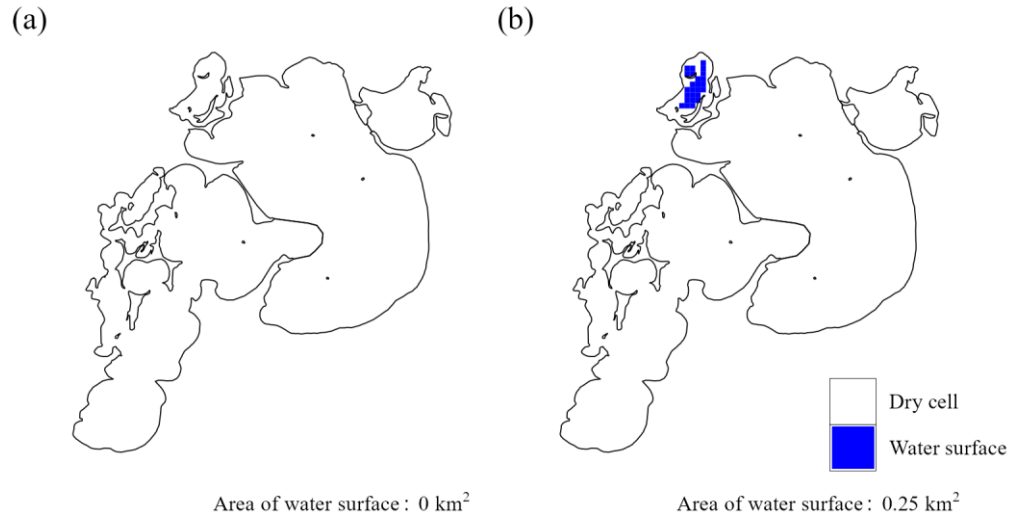 (a)
(b)
Dry cell
Water surface
Area of water surface : 0 km²
Area of water surface : 0.25 km²